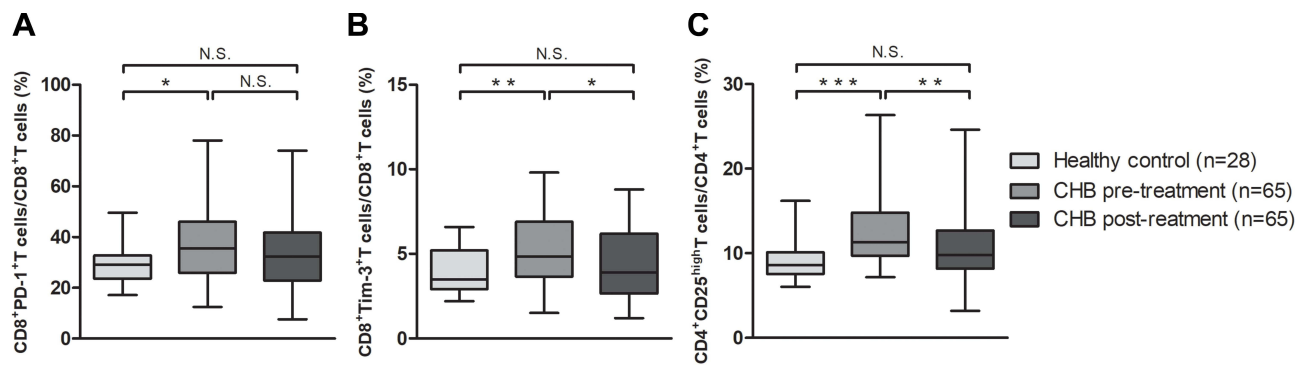 A
CD8+PD-1+T cells/CD8+T cells (%)
100
80
60
40
20
0
N.S.
*
N.S.
B
CD8+Tim-3+T cells/CD8+T cells (%)
15
10
5
0
N.S.
* *
*
C
CD4+CD25highT cells/CD4+T cells (%)
30
20
10
0
N.S.
* * *
* *
Healthy control (n=28)
CHB pre-treatment (n=65)
CHB post-reatment (n=65)